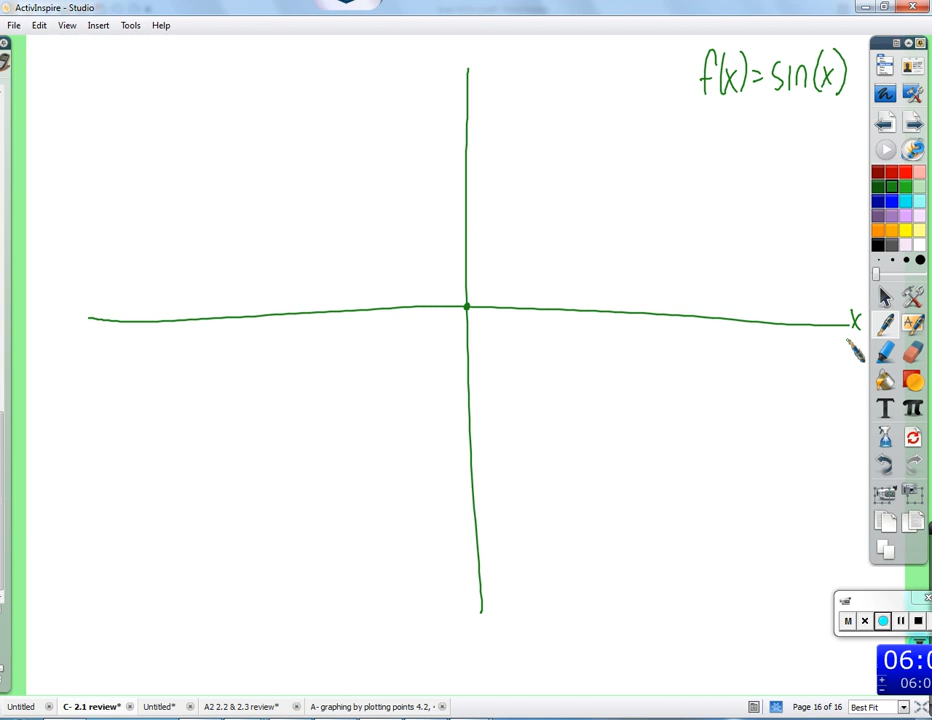 ActivInspire - Studio
File Edit View Insert Tools Help
f(x)=sin(x)
x
T π
M
06:0
06:0
Untitled C- 2.1 review* Untitled* A2 2.2 & 2.3 review* A- graphing by plotting points 4.2, Page 16 of 16 Best Fit